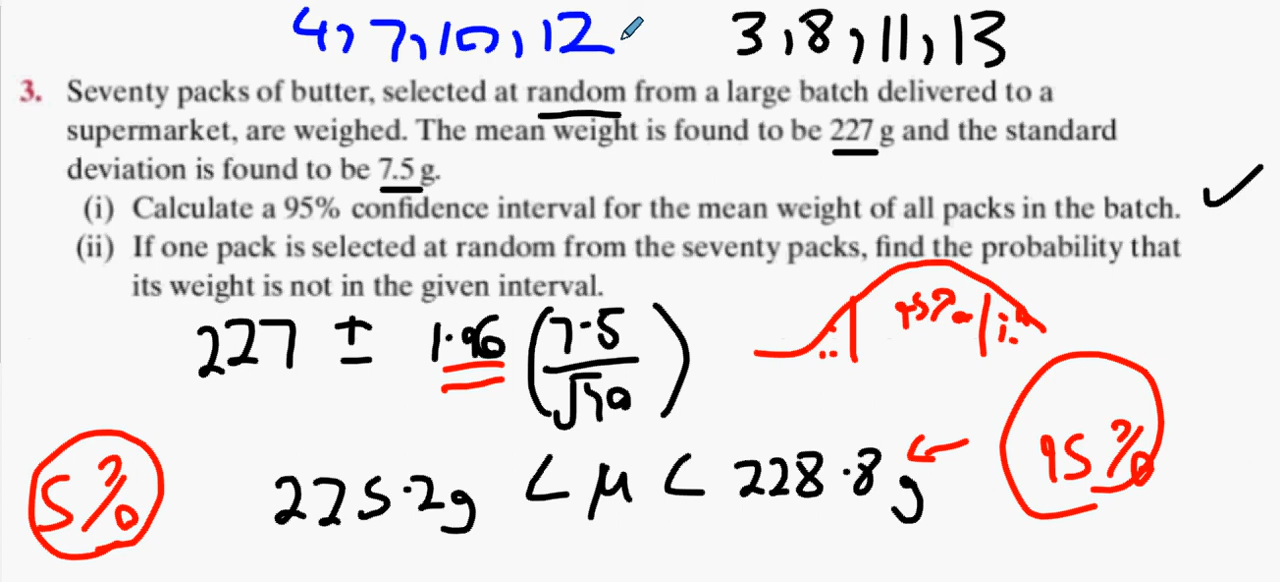 4, 7, 10, 12 3, 8, 11, 13
3. Seventy packs of butter, selected at random from a large batch delivered to a
supermarket, are weighed. The mean weight is found to be 227 g and the standard
deviation is found to be 7.5 g.
(i) Calculate a 95% confidence interval for the mean weight of all packs in the batch.
(ii) If one pack is selected at random from the seventy packs, find the probability that
its weight is not in the given interval.
95%
227 ± 1.96 (7.5/√70)
5% 225.2g < μ < 228.8g 95%